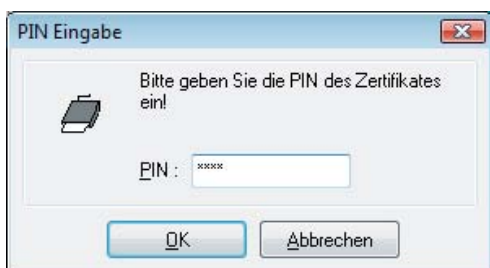 PIN Eingabe
Bitte geben Sie die PIN des Zertifikates
ein!
PIN : ****
OK
Abbrechen